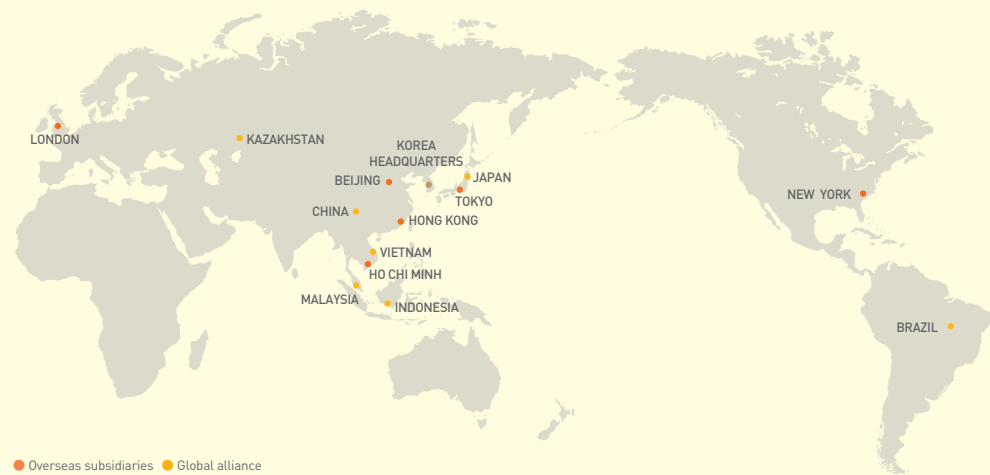 LONDON
KAZAKHSTAN
KOREA
HEADQUARTERS
BEIJING
JAPAN
TOKYO
CHINA
HONG KONG
VIETNAM
HO CHI MINH
MALAYSIA
INDONESIA
NEW YORK
BRAZIL
Overseas subsidiaries
Global alliance